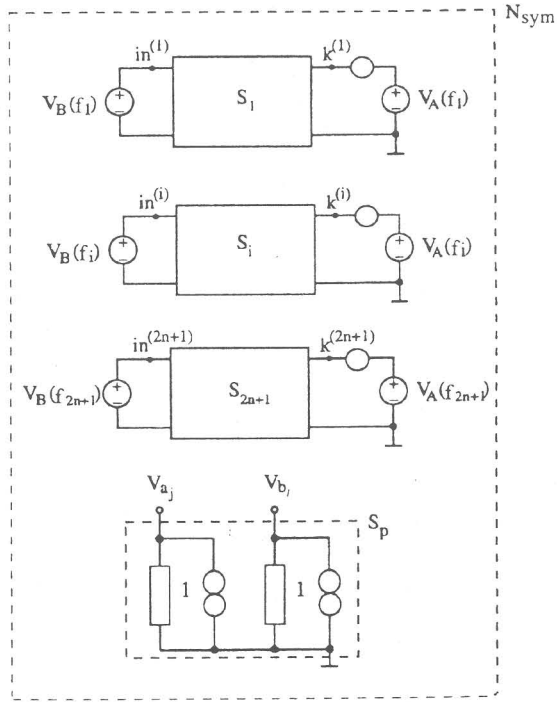 N_sym
in^(1) k^(1)
V_B(f_1) S_1 V_A(f_1)
in^(i) k^(i)
V_B(f_i) S_i V_A(f_i)
in^(2n+1) k^(2n+1)
V_B(f_2n+1) S_2n+1 V_A(f_2n+1)
V_a_j V_b_i
S_p
1 1